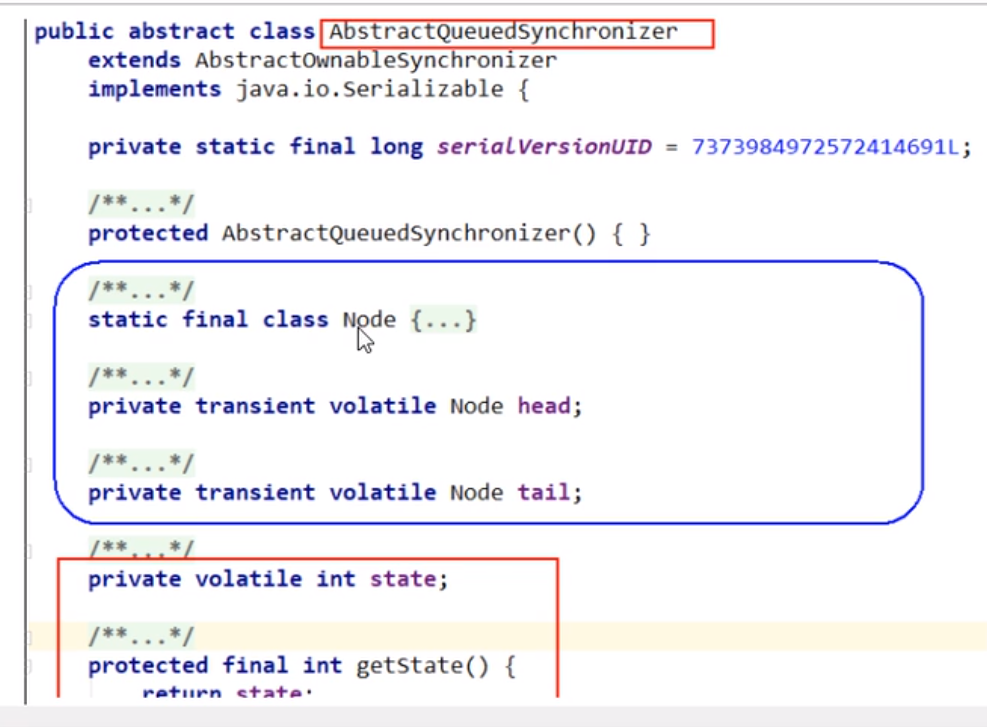 public abstract class AbstractQueuedSynchronizer
extends AbstractOwnableSynchronizer
implements java.io.Serializable {
private static final long serialVersionUID = 7373984972572414691L;
/**...*/
protected AbstractQueuedSynchronizer() { }
/**...*/
static final class Node {...}
/**...*/
private transient volatile Node head;
/**...*/
private transient volatile Node tail;
/**...*/
private volatile int state;
/**...*/
protected final int getState() {
return state;